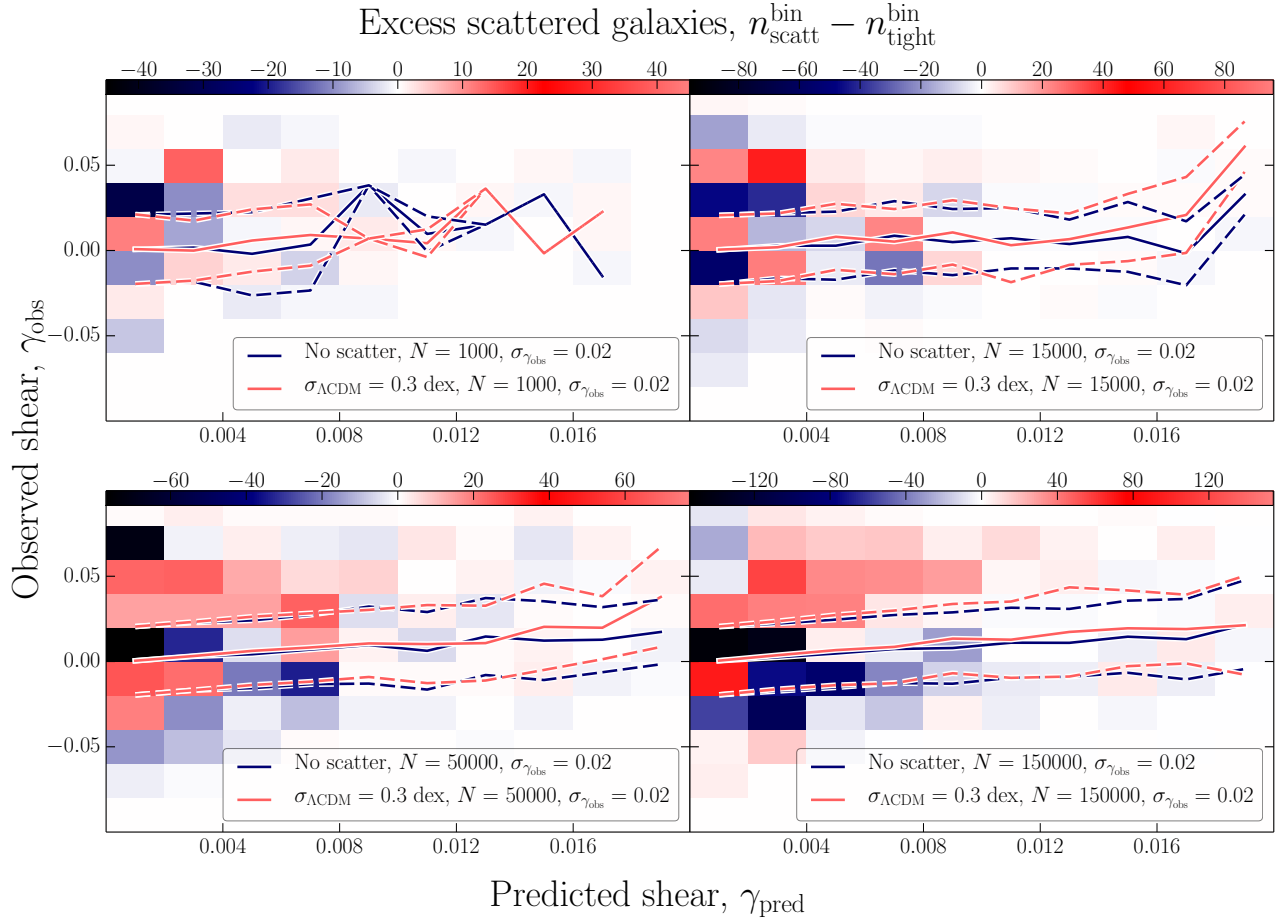 Excess scattered galaxies, n_scatt^bin − n_tight^bin
−40 −30 −20 −10 0 10 20 30 40
−80 −60 −40 −20 0 20 40 60 80
0.05
0.00
−0.05
No scatter, N = 1000, σ_γobs = 0.02
σ_ΛCDM = 0.3 dex, N = 1000, σ_γobs = 0.02
No scatter, N = 15000, σ_γobs = 0.02
σ_ΛCDM = 0.3 dex, N = 15000, σ_γobs = 0.02
0.004 0.008 0.012 0.016
0.004 0.008 0.012 0.016
Observed shear, γ_obs
−60 −40 −20 0 20 40 60
−120 −80 −40 0 40 80 120
0.05
0.00
−0.05
No scatter, N = 50000, σ_γobs = 0.02
σ_ΛCDM = 0.3 dex, N = 50000, σ_γobs = 0.02
No scatter, N = 150000, σ_γobs = 0.02
σ_ΛCDM = 0.3 dex, N = 150000, σ_γobs = 0.02
0.004 0.008 0.012 0.016
0.004 0.008 0.012 0.016
Predicted shear, γ_pred